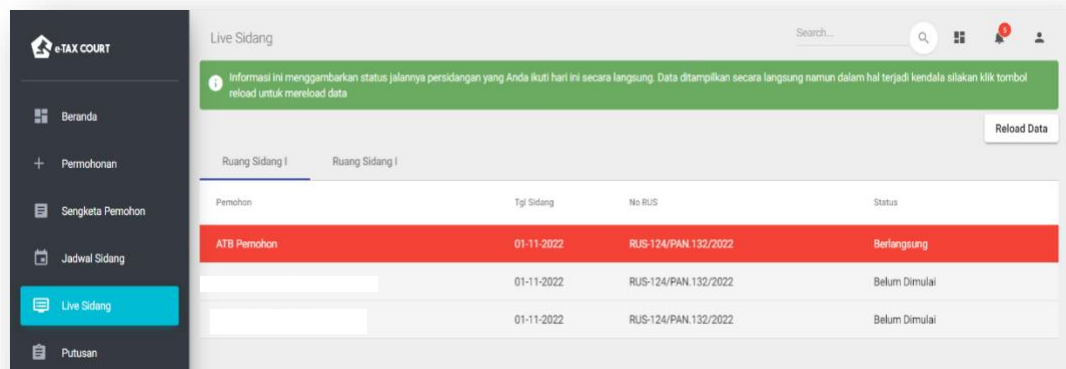 e-TAX COURT
Live Sidang
Search...
5
Informasi ini menggambarkan status jalannya persidangan yang Anda ikuti hari ini secara langsung. Data ditampilkan secara langsung namun dalam hal terjadi kendala silakan klik tombol
reload untuk mereload data
Reload Data
Beranda
Permohonan
Sengketa Pemohon
Jadwal Sidang
Live Sidang
Putusan
Ruang Sidang I Ruang Sidang I
Pemohon Tgl Sidang No RUS Status
ATB Pemohon 01-11-2022 RUS-124/PAN.132/2022 Berlangsung
01-11-2022 RUS-124/PAN.132/2022 Belum Dimulai
01-11-2022 RUS-124/PAN.132/2022 Belum Dimulai